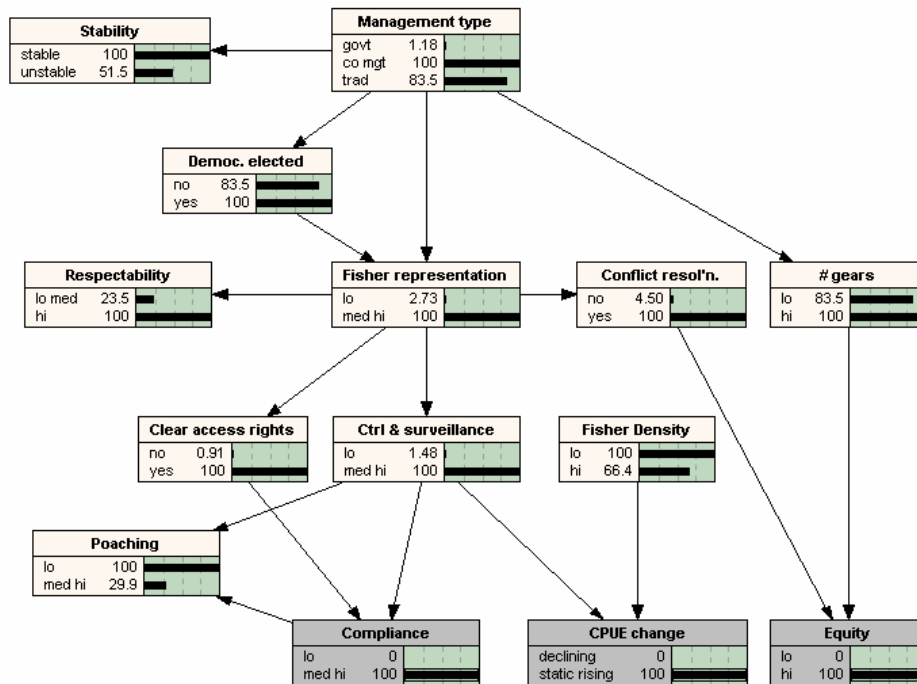 Stability
stable 100
unstable 51.5
Management type
govt 1.18
co mgt 100
trad 83.5
Democ. elected
no 83.5
yes 100
Respectability
lo med 23.5
hi 100
Fisher representation
lo 2.73
med hi 100
Conflict resol'n.
no 4.50
yes 100
# gears
lo 83.5
hi 100
Clear access rights
no 0.91
yes 100
Ctrl & surveillance
lo 1.48
med hi 100
Fisher Density
lo 100
hi 66.4
Poaching
lo 100
med hi 29.9
Compliance
lo 0
med hi 100
CPUE change
declining 0
static rising 100
Equity
lo 0
hi 100